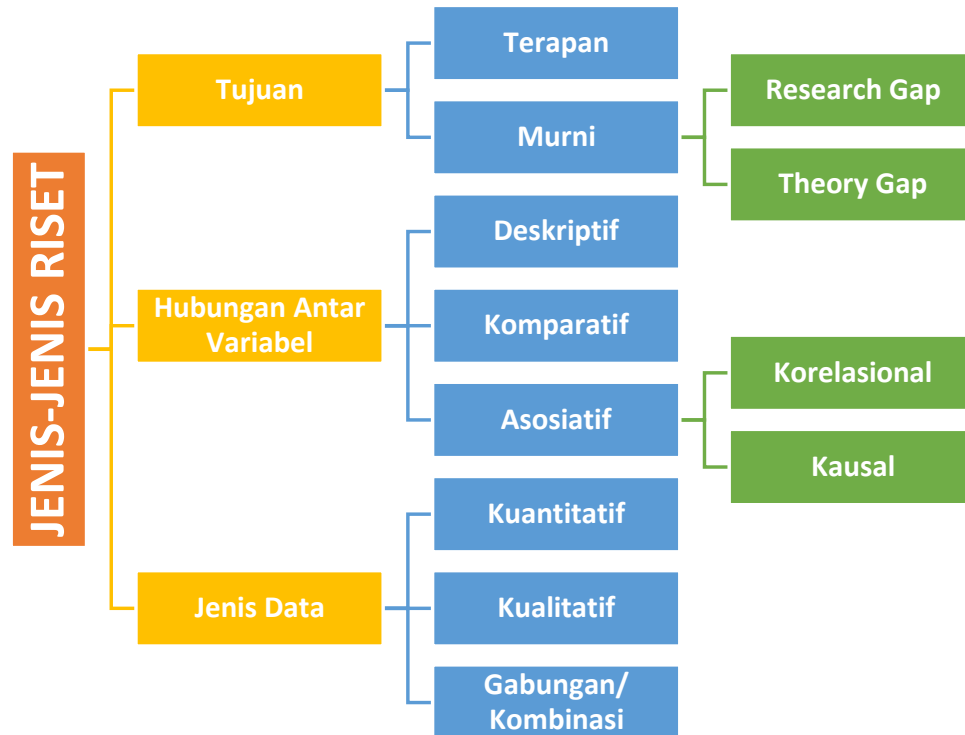 JENIS-JENIS RISET
Tujuan
Terapan
Murni
Research Gap
Theory Gap
Hubungan Antar
Variabel
Deskriptif
Komparatif
Asosiatif
Korelasional
Kausal
Jenis Data
Kuantitatif
Kualitatif
Gabungan/
Kombinasi